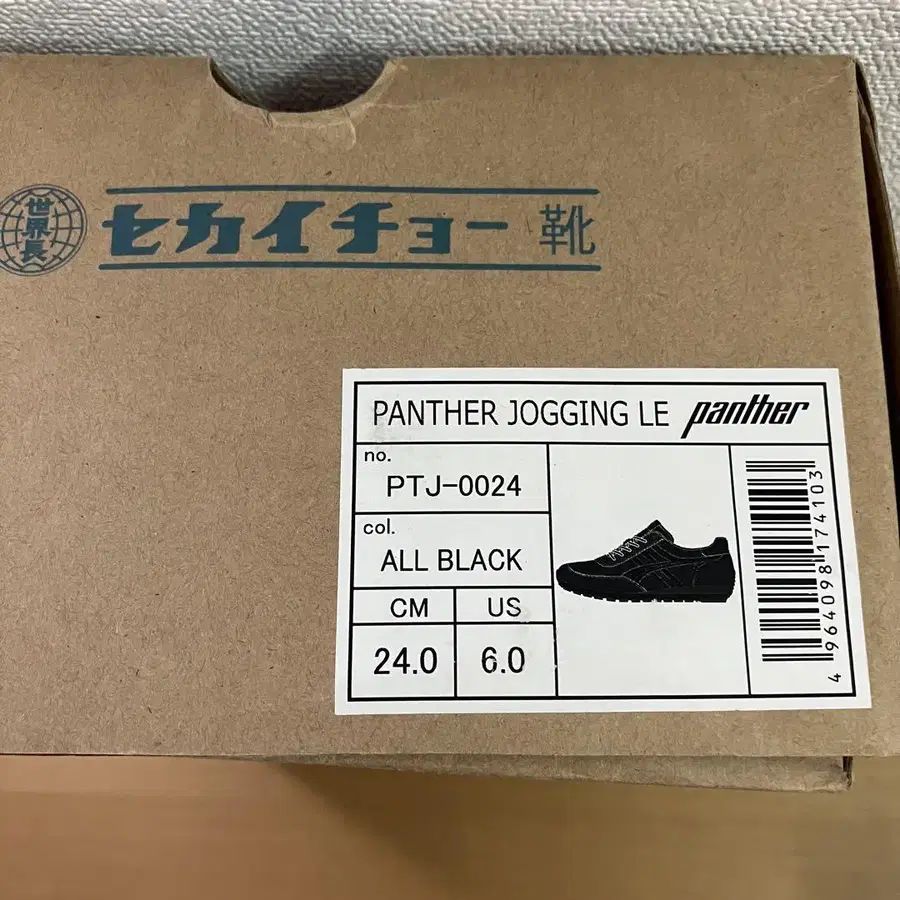 世界長
セカイチョー 靴
PANTHER JOGGING LE panther
no.
PTJ-0024
col.
ALL BLACK
CM US
24.0 6.0
4964098174103